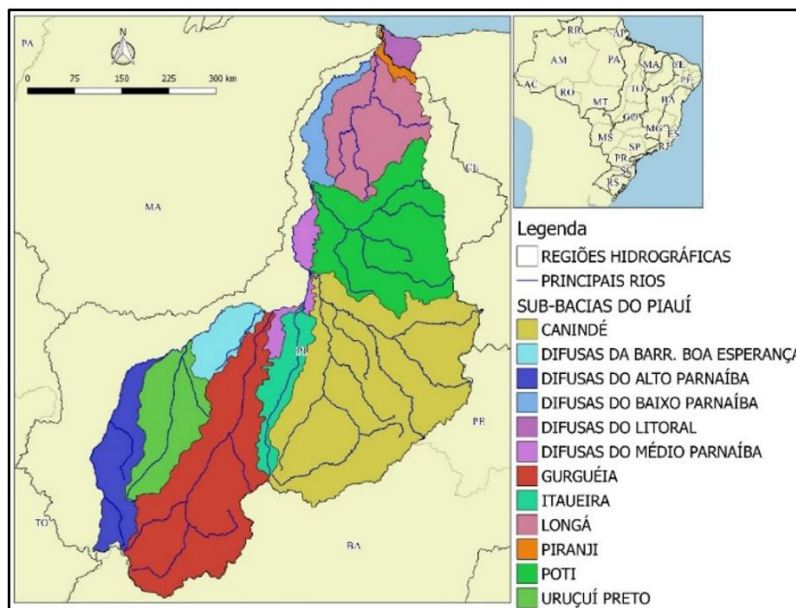 PA
N
0 75 150 225 300 km
CE
MA
PI
PE
TO
BA
RR AP
AM PA MA CE
PE
AC RO TO BA
MT
GO
MG
MS ES
SP RJ
PR
SC
RS
Legenda
REGIÕES HIDROGRÁFICAS
PRINCIPAIS RIOS
SUB-BACIAS DO PIAUÍ
CANINDÉ
DIFUSAS DA BARR. BOA ESPERANÇA
DIFUSAS DO ALTO PARNAÍBA
DIFUSAS DO BAIXO PARNAÍBA
DIFUSAS DO LITORAL
DIFUSAS DO MÉDIO PARNAÍBA
GURGUÉIA
ITAUEIRA
LONGÁ
PIRANJI
POTI
URUÇUÍ PRETO